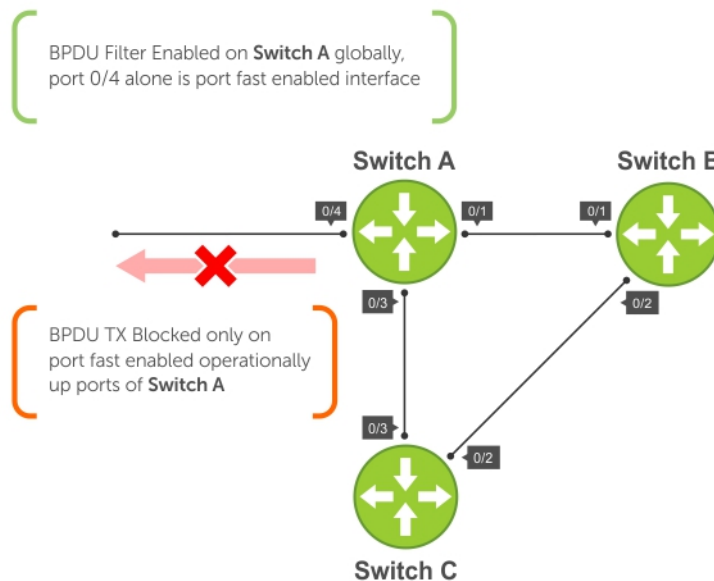 BPDU Filter Enabled on Switch A globally,
port 0/4 alone is port fast enabled interface
Switch A
0/4
0/1
0/1
0/3
0/2
BPDU TX Blocked only on
port fast enabled operationally
up ports of Switch A
0/3
0/2
Switch C